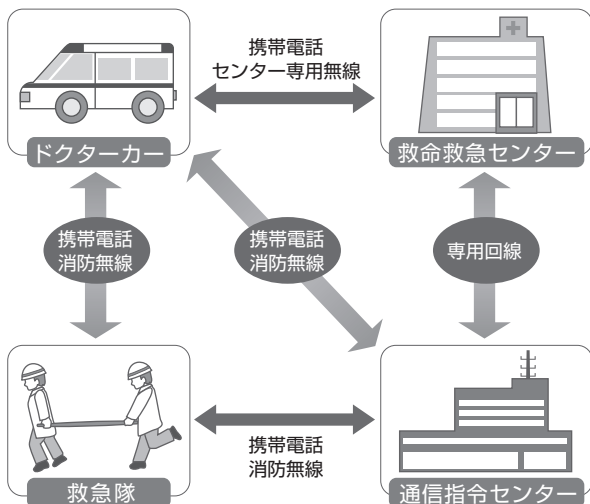 携帯電話
センター専用無線
ドクターカー
救命救急センター
携帯電話
消防無線
携帯電話
消防無線
専用回線
携帯電話
消防無線
救急隊
通信指令センター